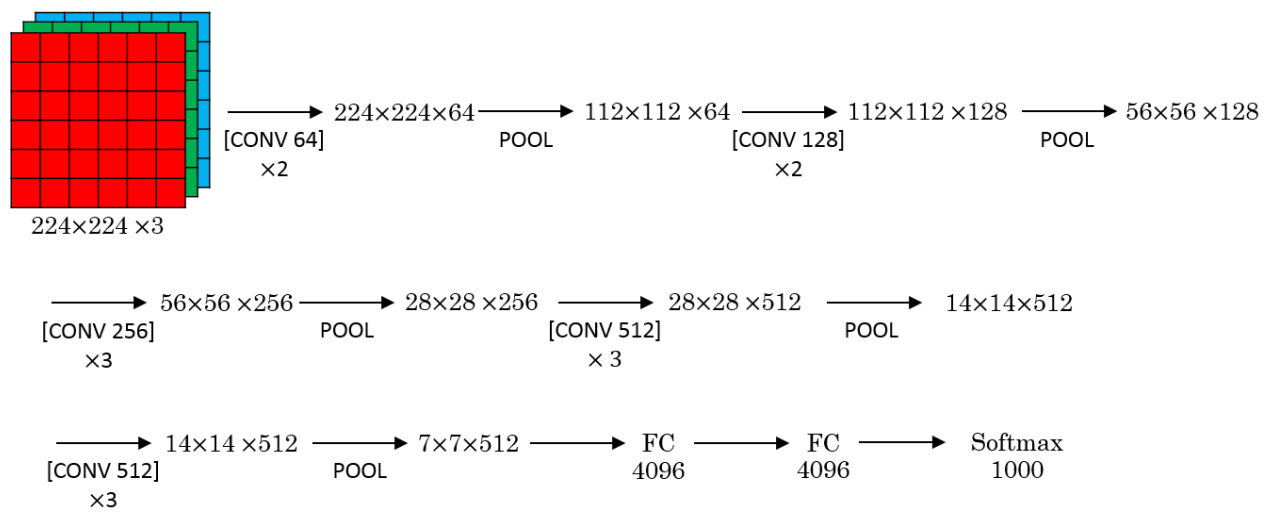 224×224×64 112×112 ×64 112×112 ×128 56×56 ×128
[CONV 64] POOL [CONV 128] POOL
×2 ×2
224×224 ×3
56×56 ×256 28×28 ×256 28×28 ×512 14×14×512
[CONV 256] POOL [CONV 512] POOL
×3 × 3
14×14 ×512 7×7×512 FC FC Softmax
[CONV 512] POOL 4096 4096 1000
×3